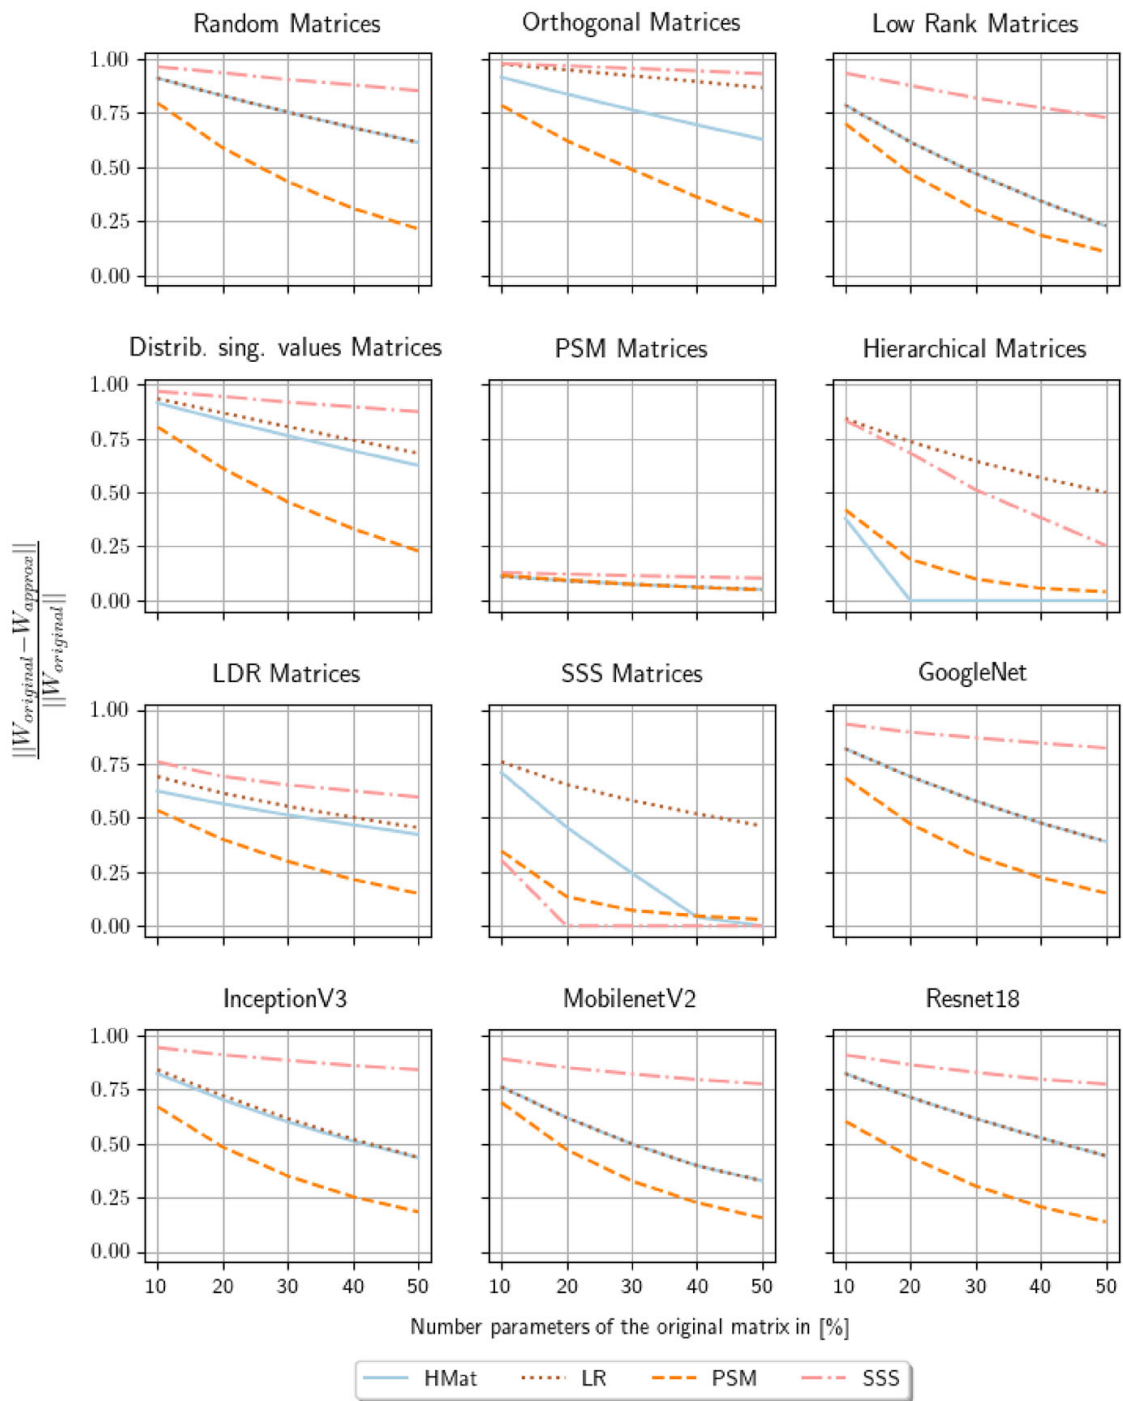 Random Matrices
Orthogonal Matrices
Low Rank Matrices
1.00
0.75
0.50
0.25
0.00
Distrib. sing. values Matrices
PSM Matrices
Hierarchical Matrices
1.00
0.75
0.50
0.25
0.00
||W_original − W_approx||
||W_original||
LDR Matrices
SSS Matrices
GoogleNet
1.00
0.75
0.50
0.25
0.00
InceptionV3
MobilenetV2
Resnet18
1.00
0.75
0.50
0.25
0.00
10 20 30 40 50
10 20 30 40 50
10 20 30 40 50
Number parameters of the original matrix in [%]
HMat LR PSM SSS